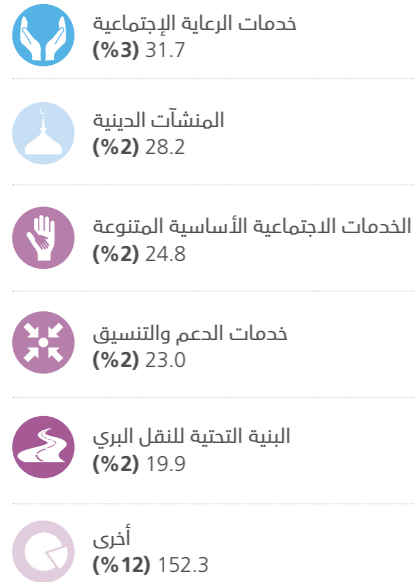 خدمات الرعاية الإجتماعية
31.7 (%3)
المنشآت الدينية
28.2 (%2)
الخدمات الاجتماعية الأساسية المتنوعة
24.8 (%2)
خدمات الدعم والتنسيق
23.0 (%2)
البنية التحتية للنقل البري
19.9 (%2)
أخرى
152.3 (%12)